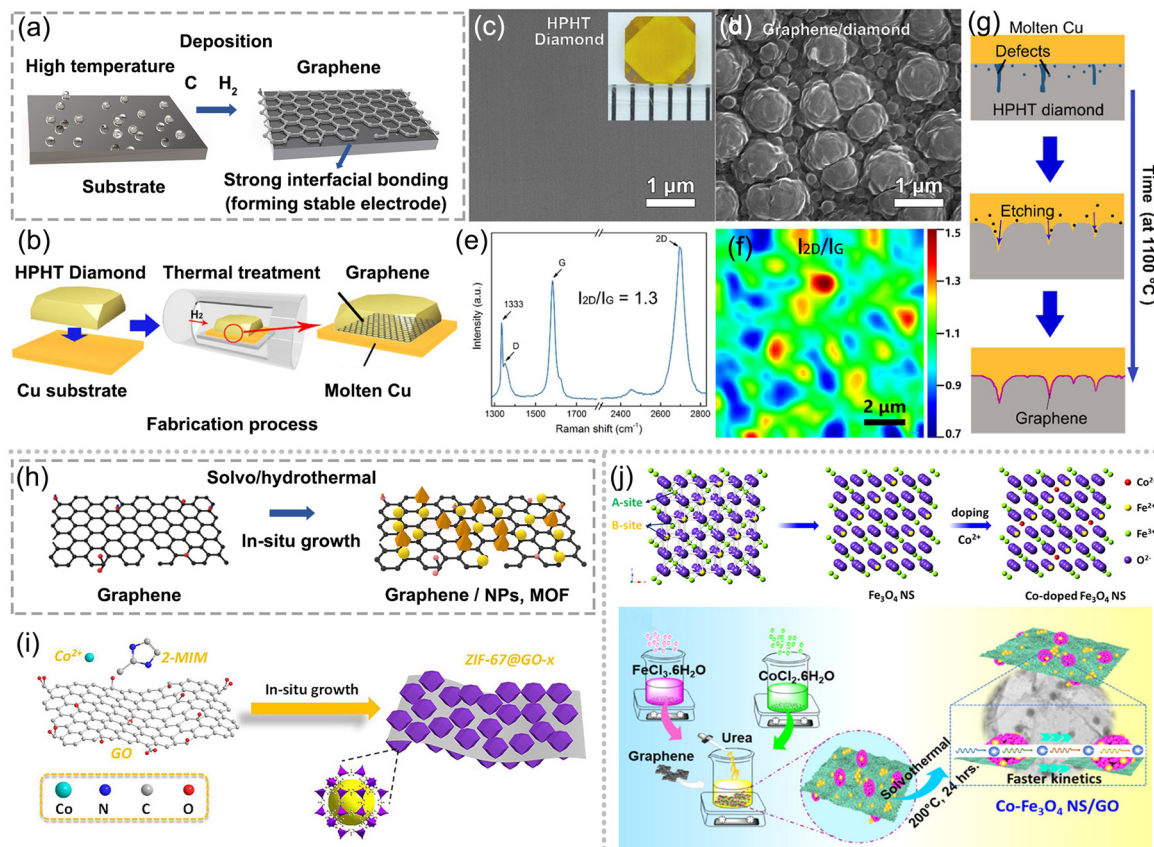 (a)
Deposition
High temperature
C H₂
Graphene
Substrate
Strong interfacial bonding
(forming stable electrode)
(b)
HPHT Diamond
Thermal treatment
Graphene
H₂
Cu substrate
Molten Cu
Fabrication process
(c)
HPHT
Diamond
1 µm
(d)
Graphene/diamond
1 µm
(e)
Intensity (a.u.)
1333
D
G
2D
I2D/IG = 1.3
1300 1500 1700 2400 2600 2800
Raman shift (cm⁻¹)
(f)
I2D/IG
2 µm
1.5
1.3
1.1
0.9
0.7
(g)
Molten Cu
Defects
HPHT diamond
Etching
Graphene
Time (at 1100 °C)
(h)
Solvo/hydrothermal
In-situ growth
Graphene
Graphene / NPs, MOF
(i)
Co²⁺
2-MIM
GO
In-situ growth
ZIF-67@GO-x
Co N C O
(j)
A-site
B-site
doping
Co²⁺
Fe₃O₄ NS
Co-doped Fe₃O₄ NS
Co²⁺
Fe²⁺
Fe³⁺
O²⁻
FeCl₃.6H₂O
CoCl₂.6H₂O
Urea
Graphene
Solvothermal
200°C, 24 hrs.
Faster kinetics
Co-Fe₃O₄ NS/GO